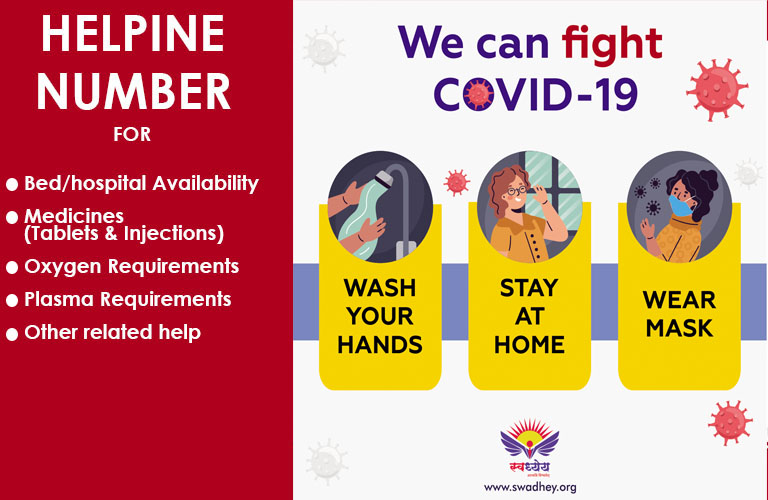 HELPINE
NUMBER
FOR
Bed/hospital Availability
Medicines
(Tablets & Injections)
Oxygen Requirements
Plasma Requirements
Other related help
We can fight
COVID-19
WASH
YOUR
HANDS
STAY
AT
HOME
WEAR
MASK
स्वध्येय
www.swadhey.org